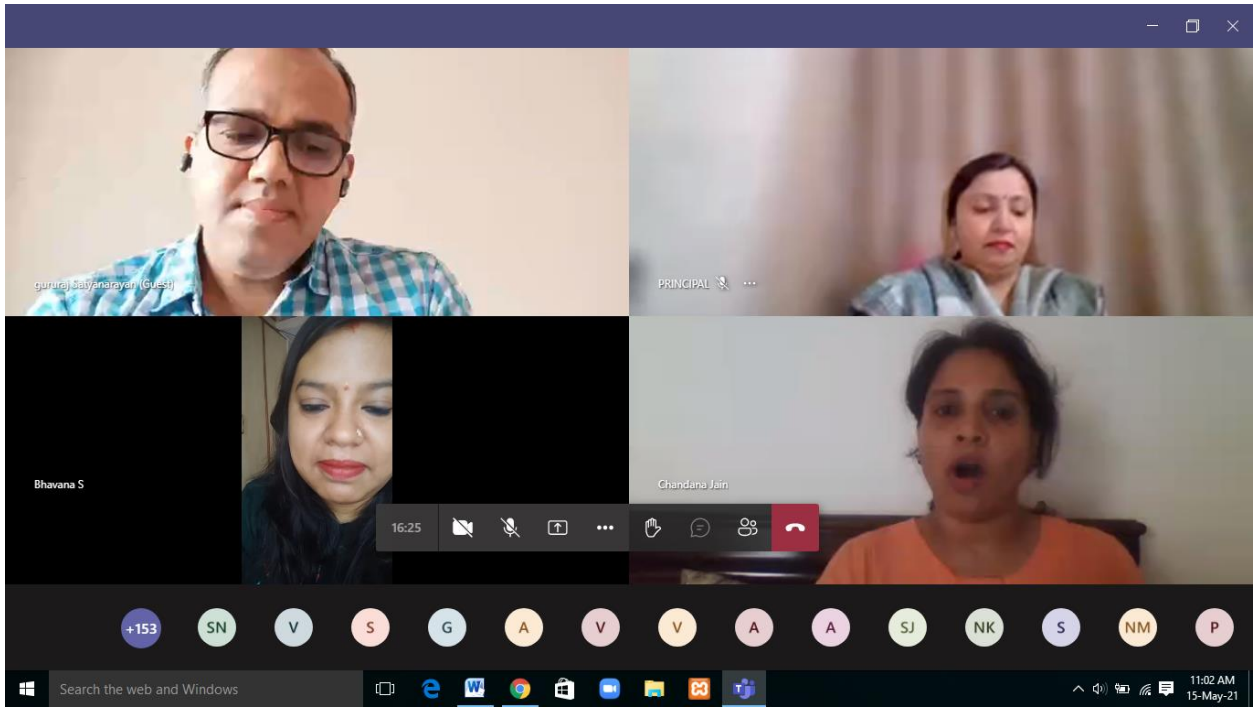 gururaj Satyanarayan (Guest)
PRINCIPAL
Bhavana S
Chandana Jain
16:25
+153 SN V S G A V V A A SJ NK S NM P
Search the web and Windows
11:02 AM
15-May-21